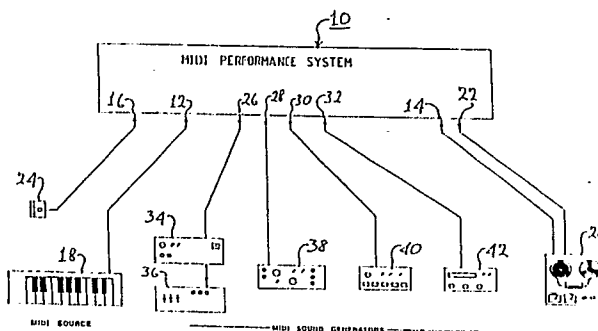 10
MIDI PERFORMANCE SYSTEM
16 12 26 28 30 32 14 22
24
34
18 36 38 40 42
MIDI SOURCE
MIDI SOUND GENERATORS